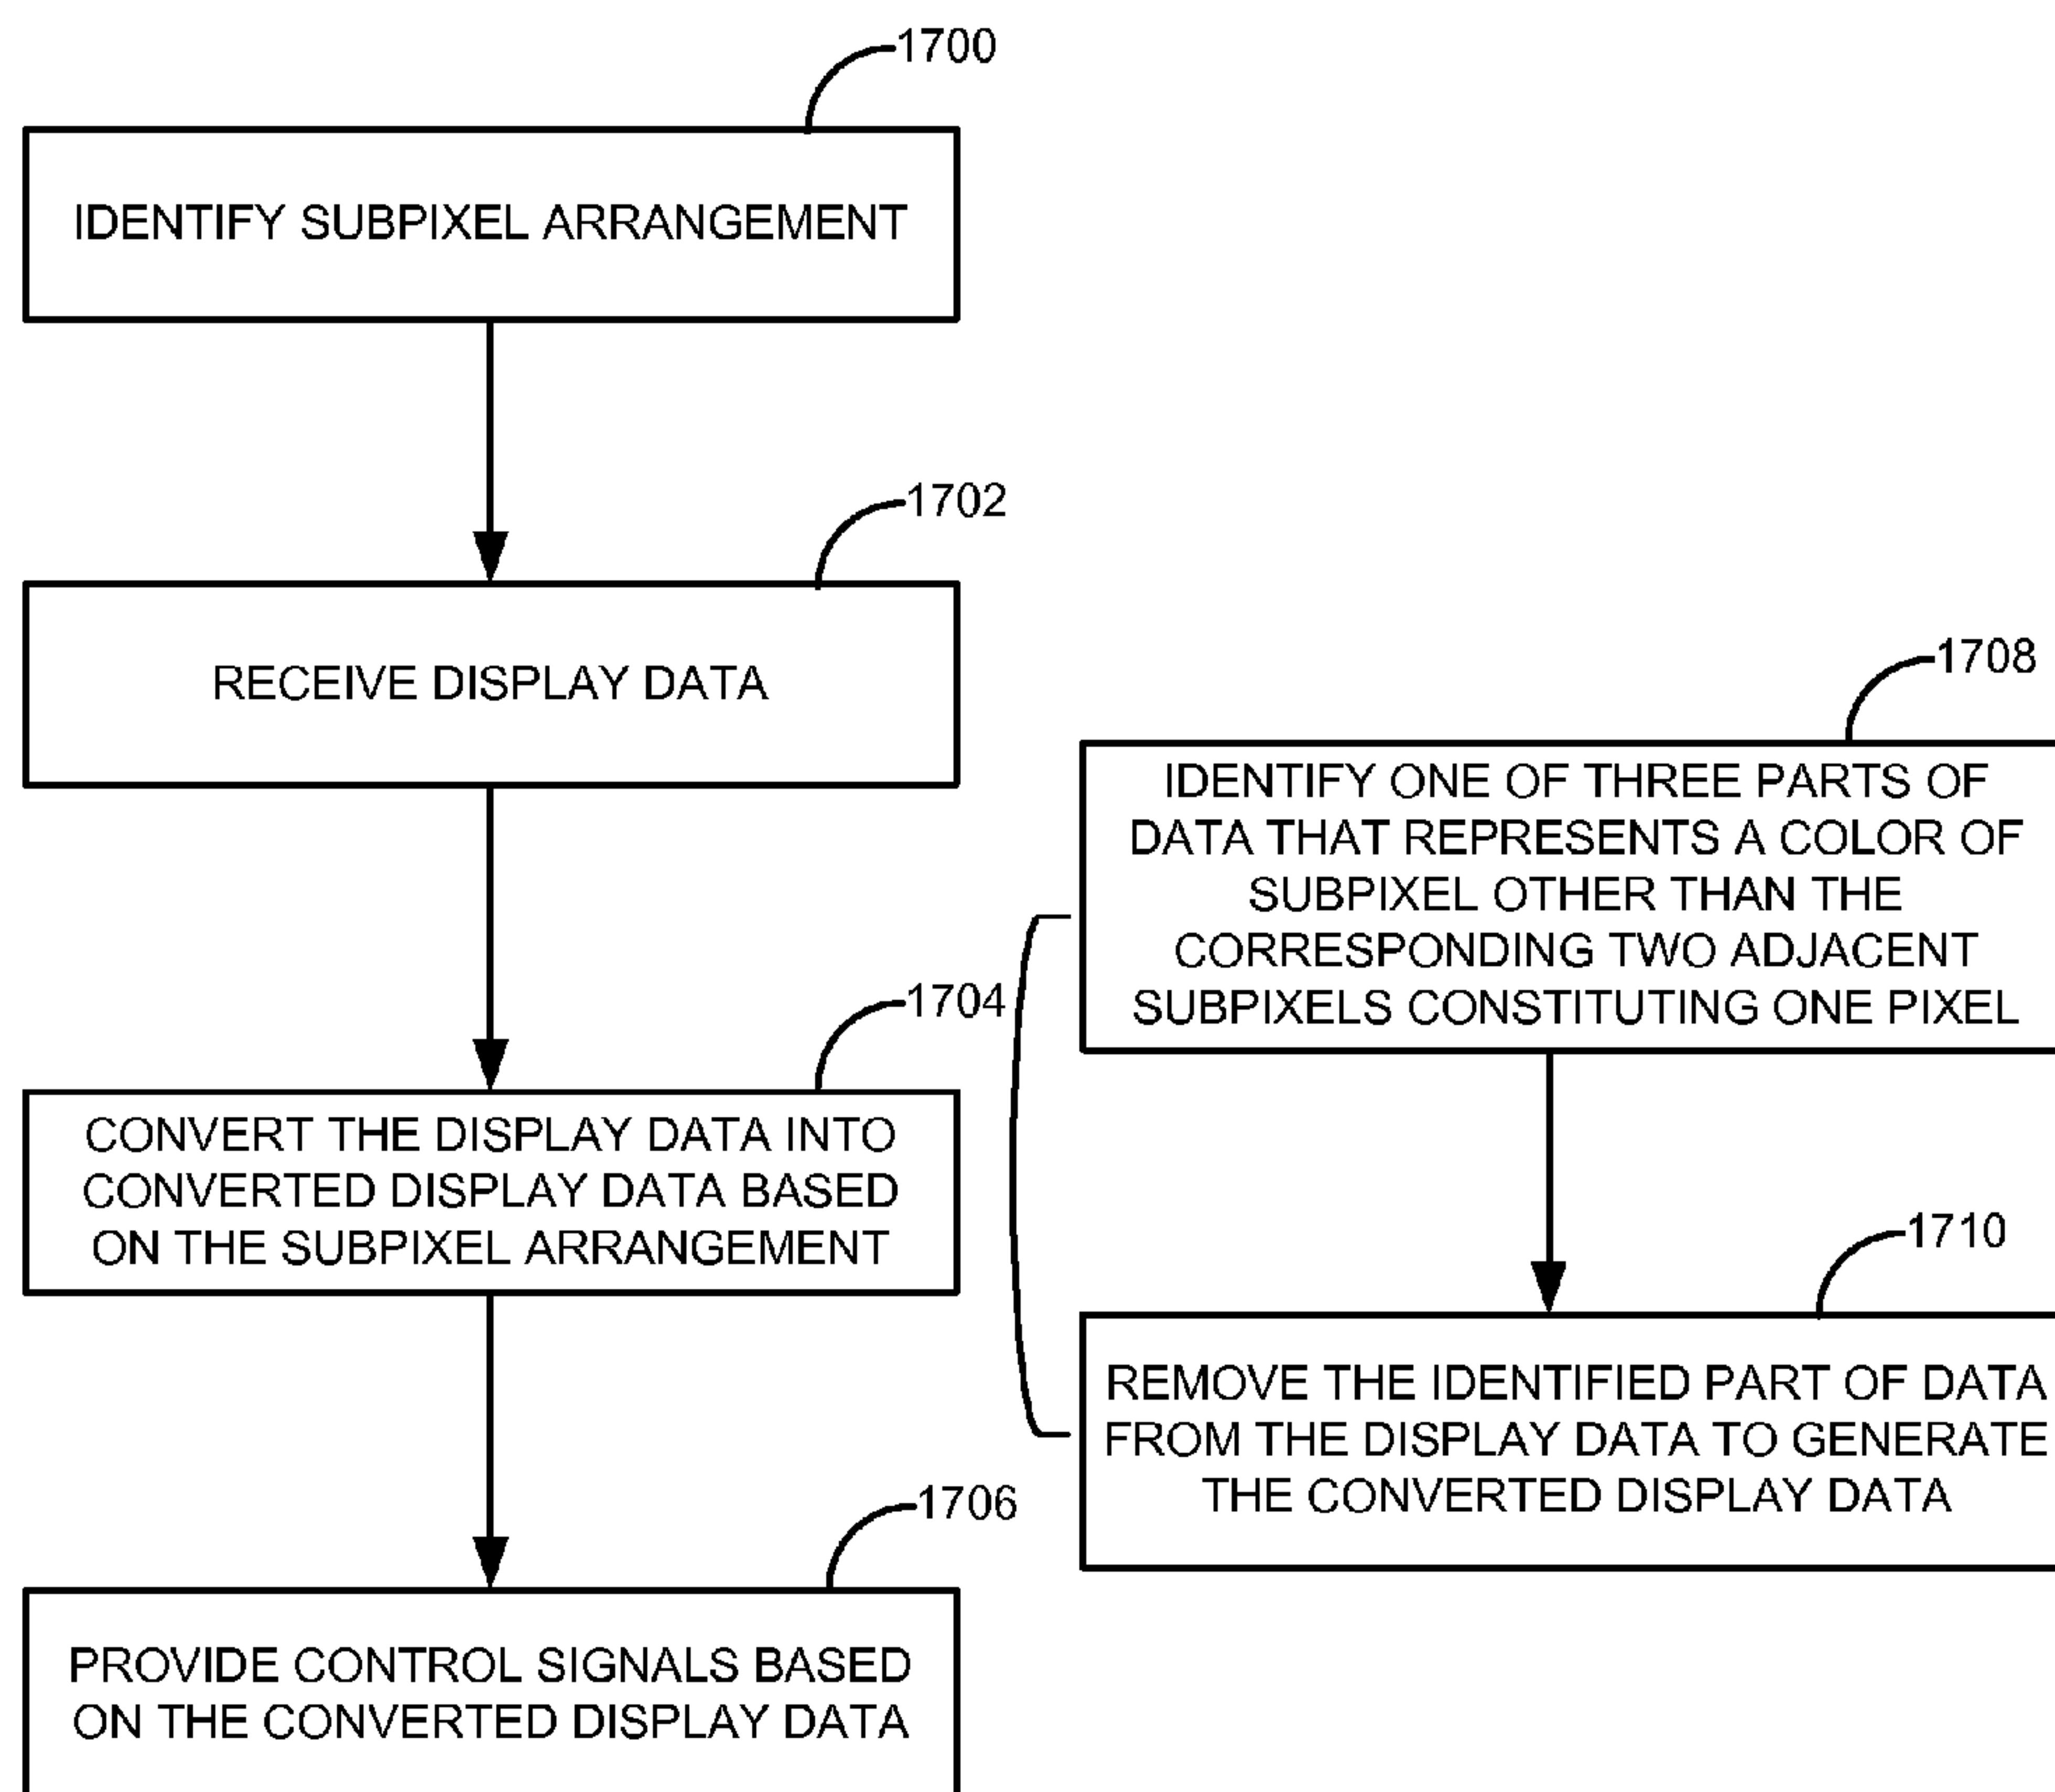 1700
IDENTIFY SUBPIXEL ARRANGEMENT
1702
RECEIVE DISPLAY DATA
1704
CONVERT THE DISPLAY DATA INTO
CONVERTED DISPLAY DATA BASED
ON THE SUBPIXEL ARRANGEMENT
1706
PROVIDE CONTROL SIGNALS BASED
ON THE CONVERTED DISPLAY DATA
1708
IDENTIFY ONE OF THREE PARTS OF
DATA THAT REPRESENTS A COLOR OF
SUBPIXEL OTHER THAN THE
CORRESPONDING TWO ADJACENT
SUBPIXELS CONSTITUTING ONE PIXEL
1710
REMOVE THE IDENTIFIED PART OF DATA
FROM THE DISPLAY DATA TO GENERATE
THE CONVERTED DISPLAY DATA